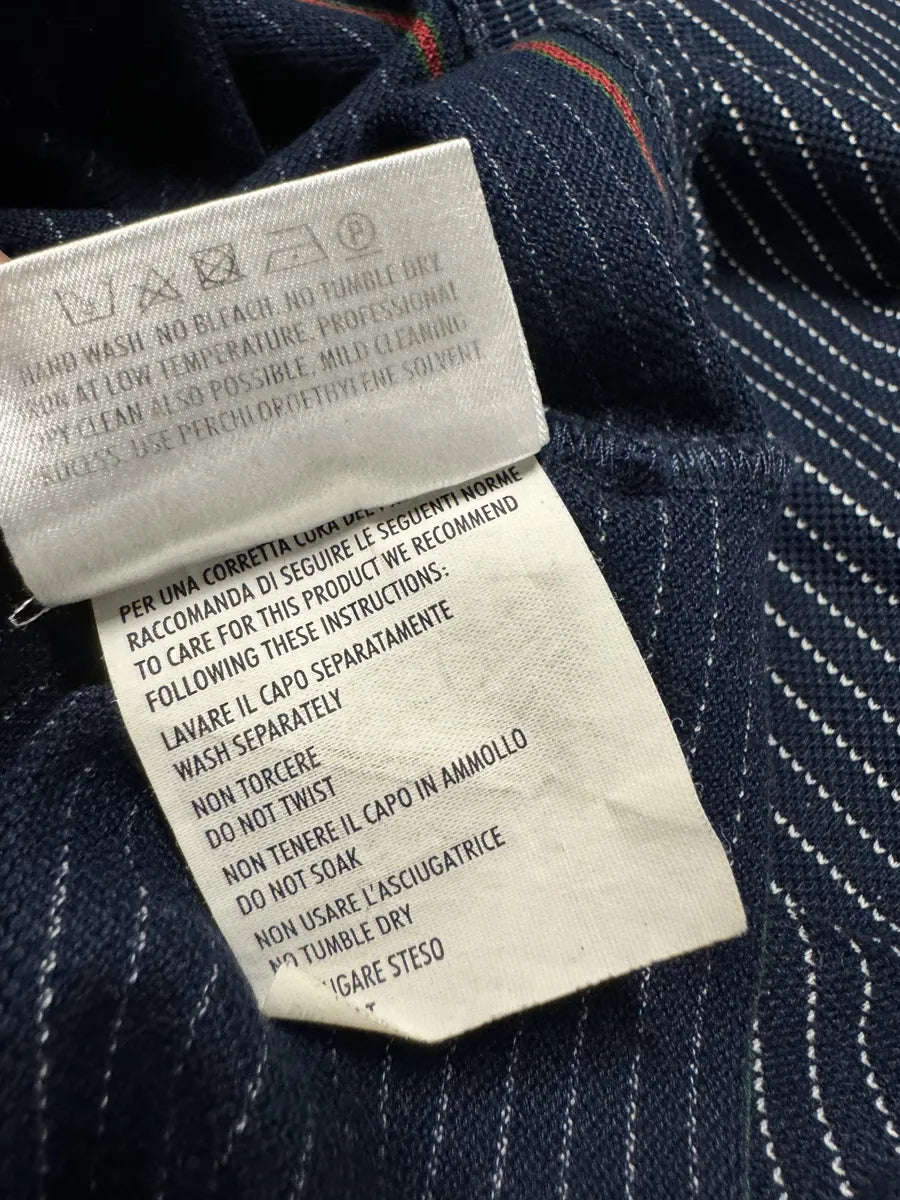 HAND WASH. NO BLEACH. NO TUMBLE DRY.
IRON AT LOW TEMPERATURE. PROFESSIONAL
DRY CLEAN ALSO POSSIBLE. MILD CLEANING
ROCESS. USE PERCHLOROETHYLENE SOLVENT.
PER UNA CORRETTA CURA DEL
RACCOMANDA DI SEGUIRE LE SEGUENTI NORME
TO CARE FOR THIS PRODUCT WE RECOMMEND
FOLLOWING THESE INSTRUCTIONS:
LAVARE IL CAPO SEPARATAMENTE
WASH SEPARATELY
NON TORCERE
DO NOT TWIST
NON TENERE IL CAPO IN AMMOLLO
DO NOT SOAK
NON USARE L'ASCIUGATRICE
NO TUMBLE DRY
IGARE STESO